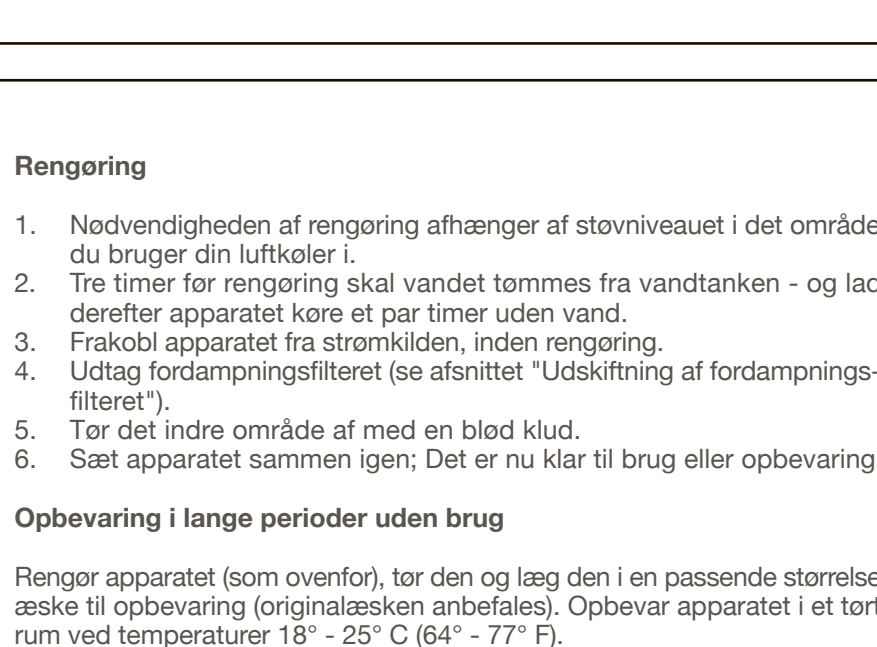 Rengøring
1. Nødvendigheden af rengøring afhænger af støvniveauet i det område
du bruger din luftkøler i.
2. Tre timer før rengøring skal vandet tømmes fra vandtanken - og lad
derefter apparatet køre et par timer uden vand.
3. Frakobl apparatet fra strømkilden, inden rengøring.
4. Udtag fordampningsfilteret (se afsnittet "Udskiftning af fordampnings-
filteret").
5. Tør det indre område af med en blød klud.
6. Sæt apparatet sammen igen; Det er nu klar til brug eller opbevaring
Opbevaring i lange perioder uden brug
Rengør apparatet (som ovenfor), tør den og læg den i en passende størrelse
æske til opbevaring (originalæsken anbefales). Opbevar apparatet i et tørt
rum ved temperaturer 18° - 25° C (64° - 77° F).